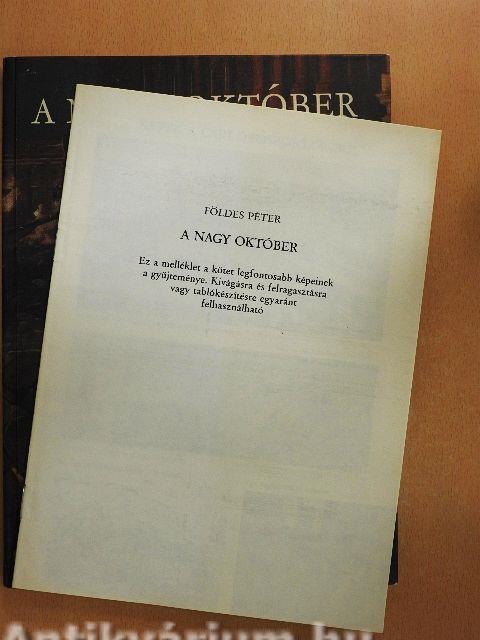 A N OKTÓBER
FÖLDES PÉTER
A NAGY OKTÓBER
Ez a melléklet a kötet legfontosabb képeinek
a gyűjteménye. Kivágásra és felragasztásra
vagy tablókészítésre egyaránt
felhasználható
Antikvárium.hu